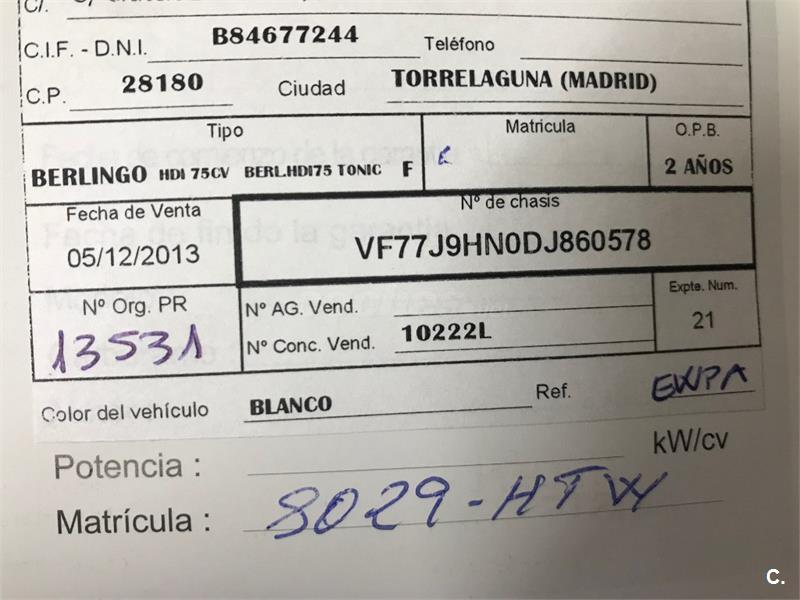 C/.
C.I.F. - D.N.I. B84677244 Teléfono
C.P. 28180 Ciudad TORRELAGUNA (MADRID)
Tipo Matricula O.P.B.
BERLINGO HDI 75CV BERL.HDI75 TONIC F 2 AÑOS
Fecha de Venta Nº de chasis
05/12/2013 VF77J9HN0DJ860578
Nº Org. PR Nº AG. Vend. Expte. Num.
13531 Nº Conc. Vend. 10222L 21
Color del vehículo BLANCO Ref. EWPA
Potencia : kW/cv
Matrícula : 8029-HTW
C.